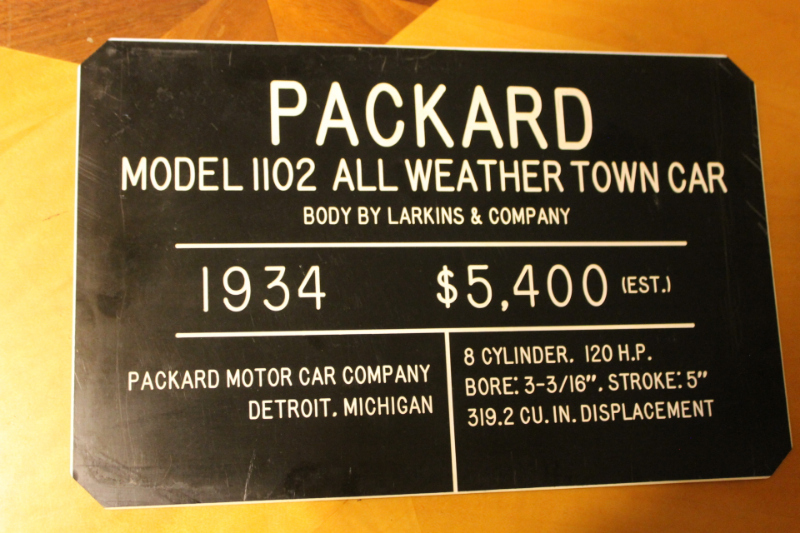 PACKARD
MODEL 1102 ALL WEATHER TOWN CAR
BODY BY LARKINS & COMPANY
1934 $5,400 (EST.)
PACKARD MOTOR CAR COMPANY
DETROIT, MICHIGAN
8 CYLINDER, 120 H.P.
BORE: 3-3/16", STROKE: 5"
319.2 CU. IN. DISPLACEMENT